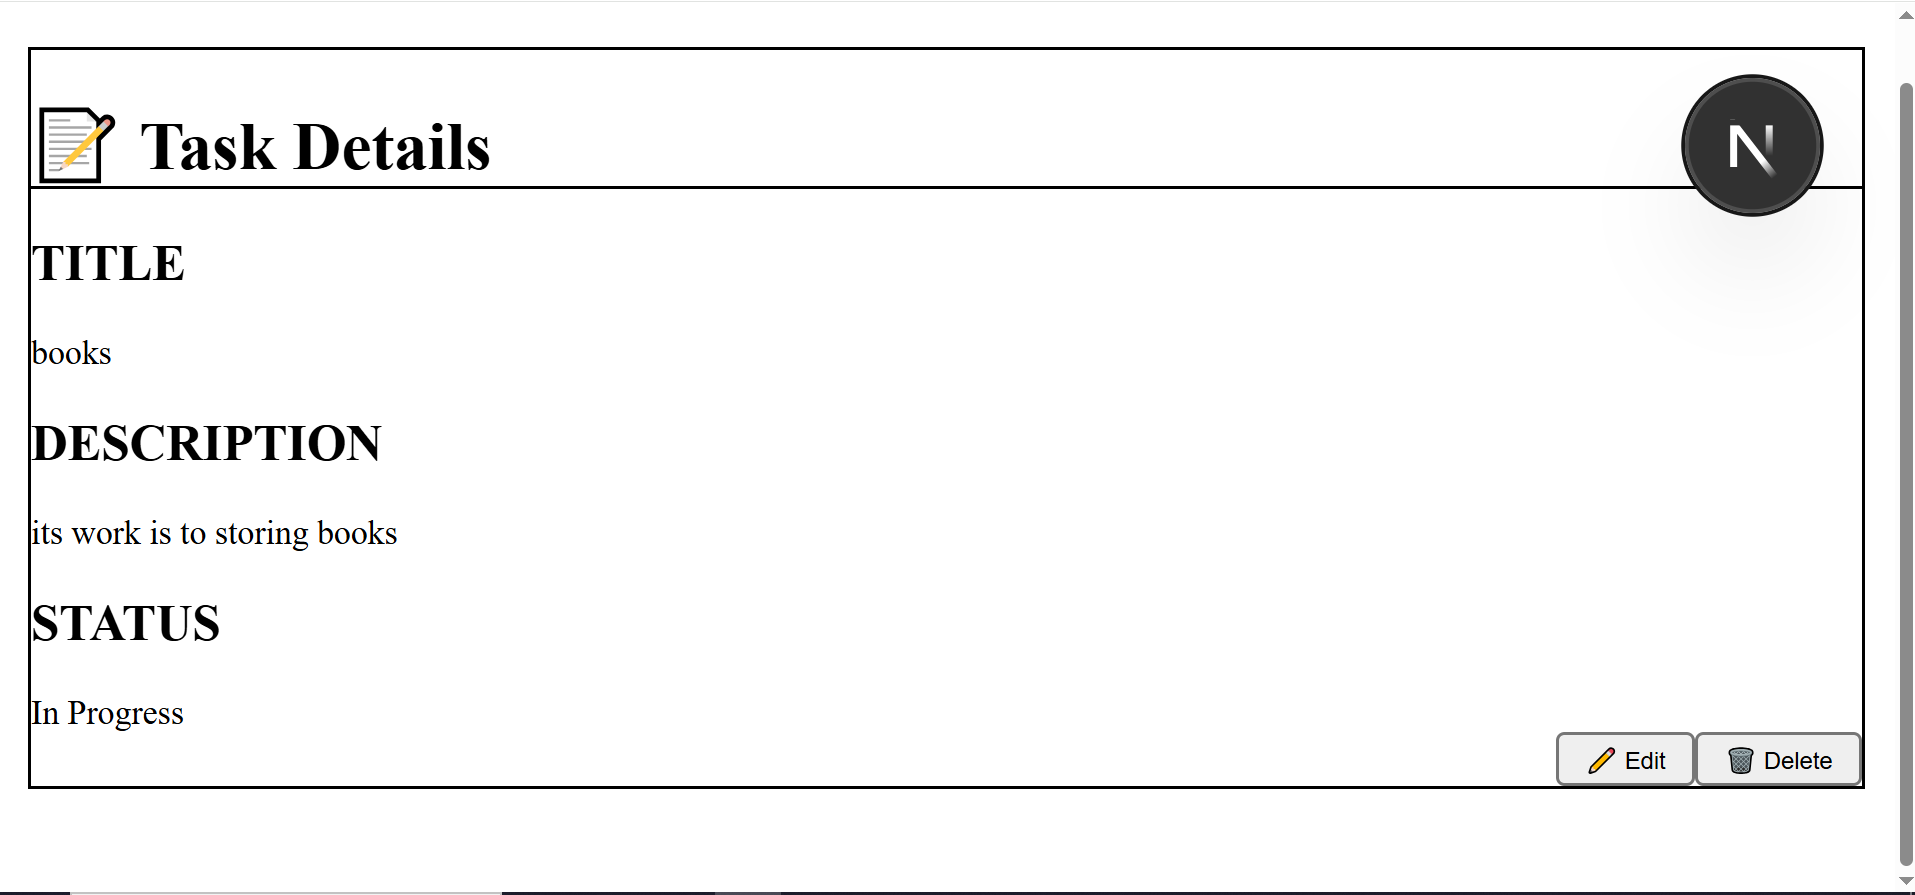 Task Details
N
TITLE
books
DESCRIPTION
its work is to storing books
STATUS
In Progress
Edit
Delete